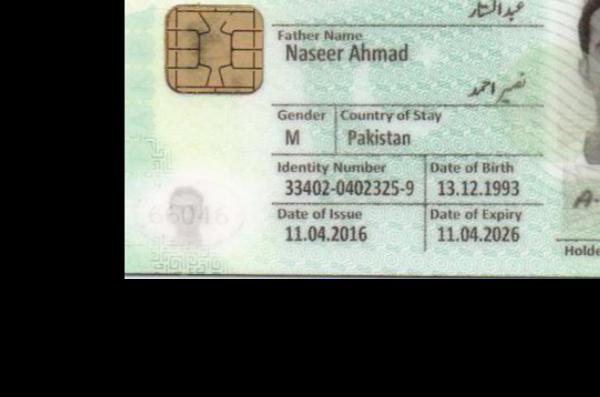 عبدالستار
Father Name
Naseer Ahmad
نصیر احمد
Gender Country of Stay
M Pakistan
Identity Number Date of Birth
33402-0402325-9 13.12.1993
66046
Date of Issue Date of Expiry
11.04.2016 11.04.2026
A-
Holde